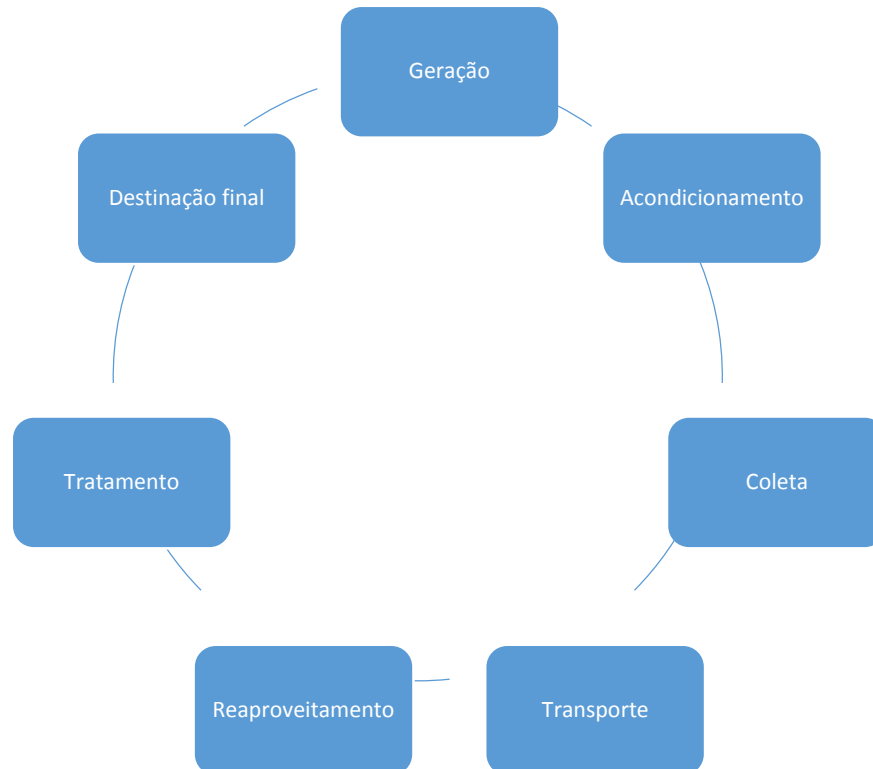 Geração
Acondicionamento
Coleta
Transporte
Reaproveitamento
Tratamento
Destinação final